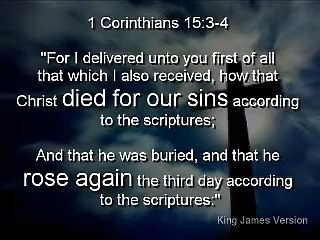 1 Corinthians 15:3-4
"For I delivered unto you first of all
that which I also received, how that
Christ died for our sins according
to the scriptures;
And that he was buried, and that he
rose again the third day according
to the scriptures:"
King James Version